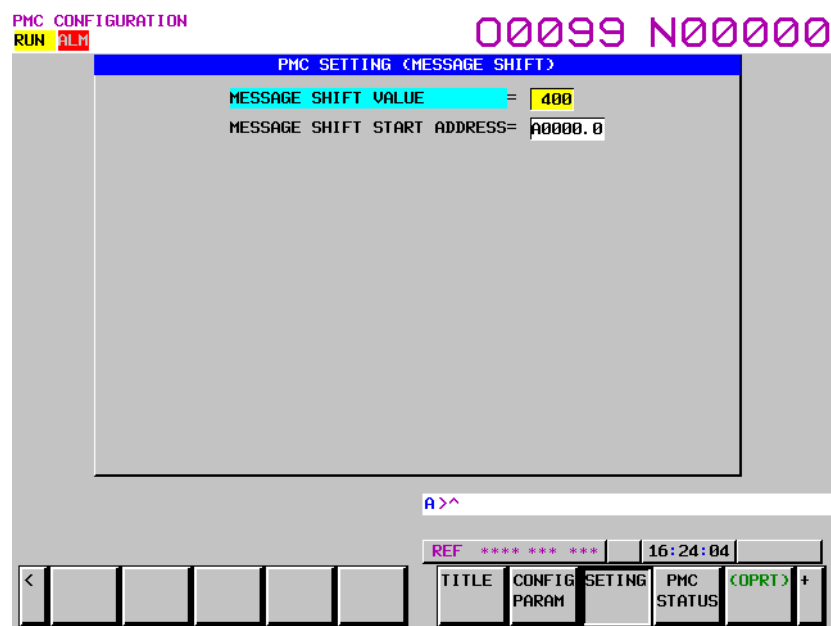 PMC CONFIGURATION
RUN ALM
O0099 N00000
PMC SETTING (MESSAGE SHIFT)
MESSAGE SHIFT VALUE = 400
MESSAGE SHIFT START ADDRESS= A0000.0
A>^
REF **** *** *** 16:24:04
< TITLE CONFIG PARAM SETING PMC STATUS (OPRT) +